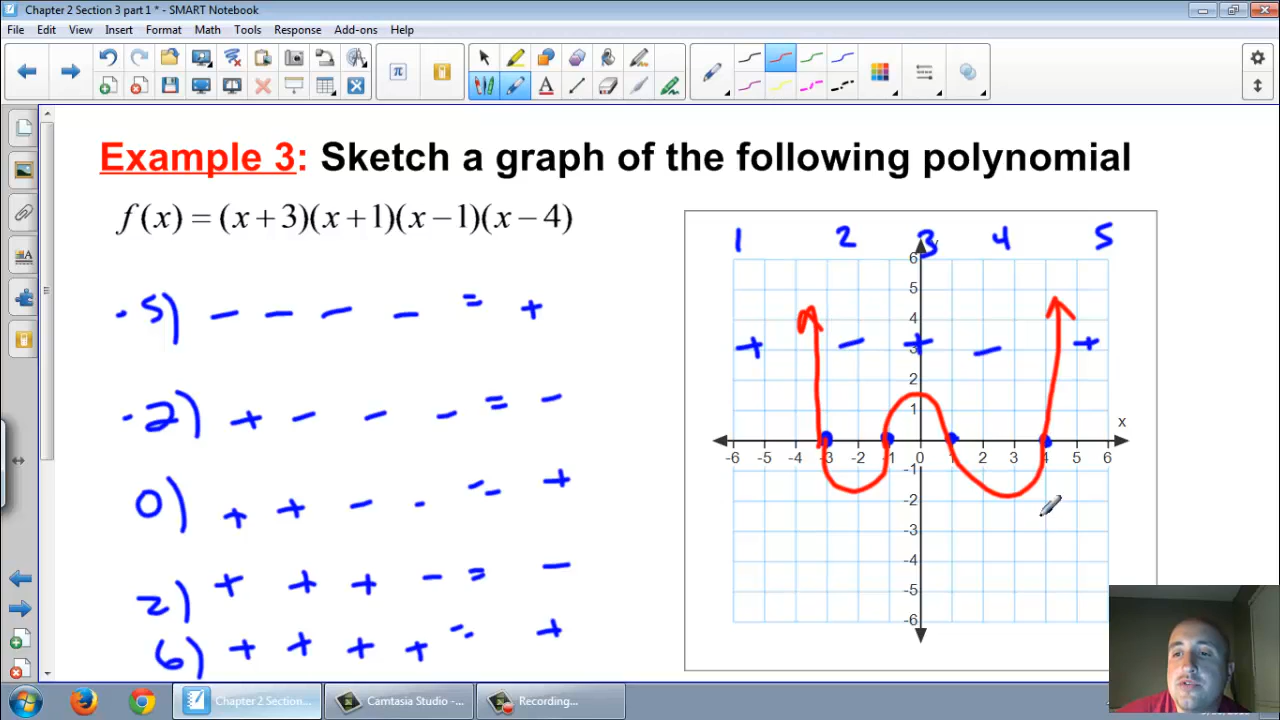 Chapter 2 Section 3 part 1 * - SMART Notebook
File Edit View Insert Format Math Tools Response Add-ons Help
π
A
Example 3: Sketch a graph of the following polynomial
f(x) = (x+3)(x+1)(x−1)(x−4)
-5) − − − − = +
-2) + − − − = −
0) + + − − = +
2) + + + − = −
6) + + + + = +
1 2 3 4 5
y
6
5
4
3
2
1
+ − + − +
x
-6 -5 -4 -3 -2 -1 0 1 2 3 4 5 6
-1
-2
-3
-4
-5
-6
Chapter 2 Section...
Camtasia Studio -...
Recording...